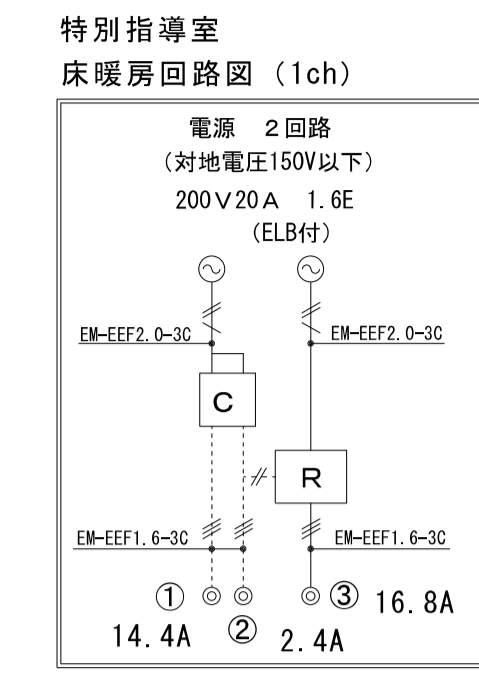 特別指導室
床暖房回路図（1ch）
電源　２回路
（対地電圧150V以下）
200Ｖ20Ａ　1.6E
（ELB付）
EM-EEF2.0-3C
EM-EEF2.0-3C
C
R
EM-EEF1.6-3C
EM-EEF1.6-3C
① ③ 16.8A
14.4A ② 2.4A